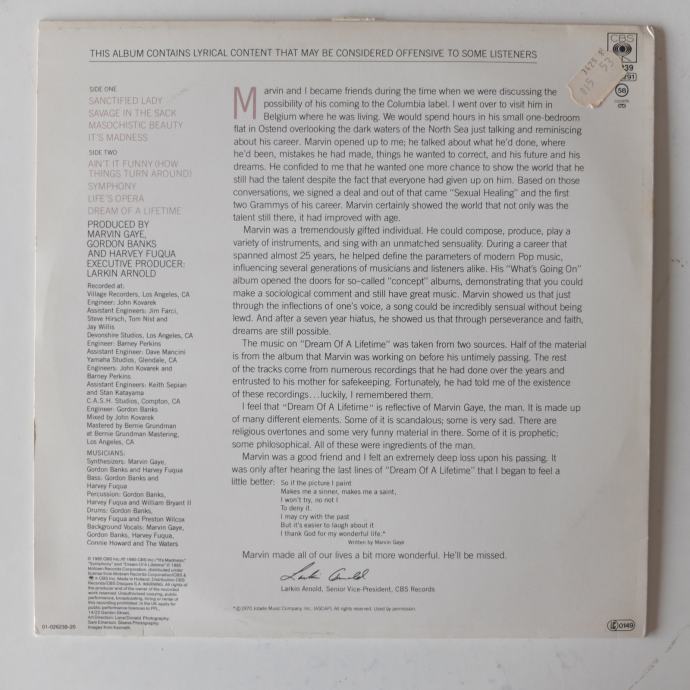 THIS ALBUM CONTAINS LYRICAL CONTENT THAT MAY BE CONSIDERED OFFENSIVE TO SOME LISTENERS
CBS
SIDE ONE
SANCTIFIED LADY
SAVAGE IN THE SACK
MASOCHISTIC BEAUTY
IT'S MADNESS
SIDE TWO
AIN'T IT FUNNY (HOW
THINGS TURN AROUND)
SYMPHONY
LIFE'S OPERA
DREAM OF A LIFETIME
PRODUCED BY
MARVIN GAYE,
GORDON BANKS
AND HARVEY FUQUA
EXECUTIVE PRODUCER:
LARKIN ARNOLD
Recorded at:
Village Recorders, Los Angeles, CA
Engineer: John Kovarek
Assistant Engineers: Jim Farci,
Steve Hirsch, Tom Nist and
Jay Willis
Devonshire Studios, Los Angeles, CA
Engineer: Barney Perkins
Assistant Engineer: Dave Mancini
Yamaha Studios, Glendale, CA
Engineers: John Kovarek and
Barney Perkins
Assistant Engineers: Keith Sepian
and Stan Katayama
C.A.S.H. Studios, Compton, CA
Engineer: Gordon Banks
Mixed by John Kovarek
Mastered by Bernie Grundman
at Bernie Grundman Mastering,
Los Angeles, CA
MUSICIANS:
Synthesizers: Marvin Gaye,
Gordon Banks and Harvey Fuqua
Bass: Gordon Banks and
Harvey Fuqua
Percussion: Gordon Banks,
Harvey Fuqua and William Bryant II
Drums: Gordon Banks,
Harvey Fuqua and Preston Wilcox
Background Vocals: Marvin Gaye,
Gordon Banks, Harvey Fuqua,
Connie Howard and The Waters
Marvin and I became friends during the time when we were discussing the
possibility of his coming to the Columbia label. I went over to visit him in
Belgium where he was living. We would spend hours in his small one-bedroom
flat in Ostend overlooking the dark waters of the North Sea just talking and reminiscing
about his career. Marvin opened up to me; he talked about what he'd done, where
he'd been, mistakes he had made, things he wanted to correct, and his future and his
dreams. He confided to me that he wanted one more chance to show the world that he
still had the talent despite the fact that everyone had given up on him. Based on those
conversations, we signed a deal and out of that came "Sexual Healing" and the first
two Grammys of his career. Marvin certainly showed the world that not only was the
talent still there, it had improved with age.
Marvin was a tremendously gifted individual. He could compose, produce, play a
variety of instruments, and sing with an unmatched sensuality. During a career that
spanned almost 25 years, he helped define the parameters of modern Pop music,
influencing several generations of musicians and listeners alike. His "What's Going On"
album opened the doors for so-called "concept" albums, demonstrating that you could
make a sociological comment and still have great music. Marvin showed us that just
through the inflections of one's voice, a song could be incredibly sensual without being
lewd. And after a seven year hiatus, he showed us that through perseverance and faith,
dreams are still possible.
The music on "Dream Of A Lifetime" was taken from two sources. Half of the material
is from the album that Marvin was working on before his untimely passing. The rest
of the tracks come from numerous recordings that he had done over the years and
entrusted to his mother for safekeeping. Fortunately, he had told me of the existence
of these recordings...luckily, I remembered them.
I feel that "Dream Of A Lifetime" is reflective of Marvin Gaye, the man. It is made up
of many different elements. Some of it is scandalous; some is very sad. There are
religious overtones and some very funny material in there. Some of it is prophetic;
some philosophical. All of these were ingredients of the man.
Marvin was a good friend and I felt an extremely deep loss upon his passing. It
was only after hearing the last lines of "Dream Of A Lifetime" that I began to feel a
little better:
So if the picture I paint
Makes me a sinner, makes me a saint,
I won't try, no not I
To deny it.
I may cry with the past
But it's easier to laugh about it
I thank God for my wonderful life.*
Written by Marvin Gaye
Marvin made all of our lives a bit more wonderful. He'll be missed.
Larkin Arnold
Larkin Arnold, Senior Vice-President, CBS Records
*© 1970 Jobete Music Company, Inc. (ASCAP). All rights reserved. Used by permission.
01-026239-20
0149